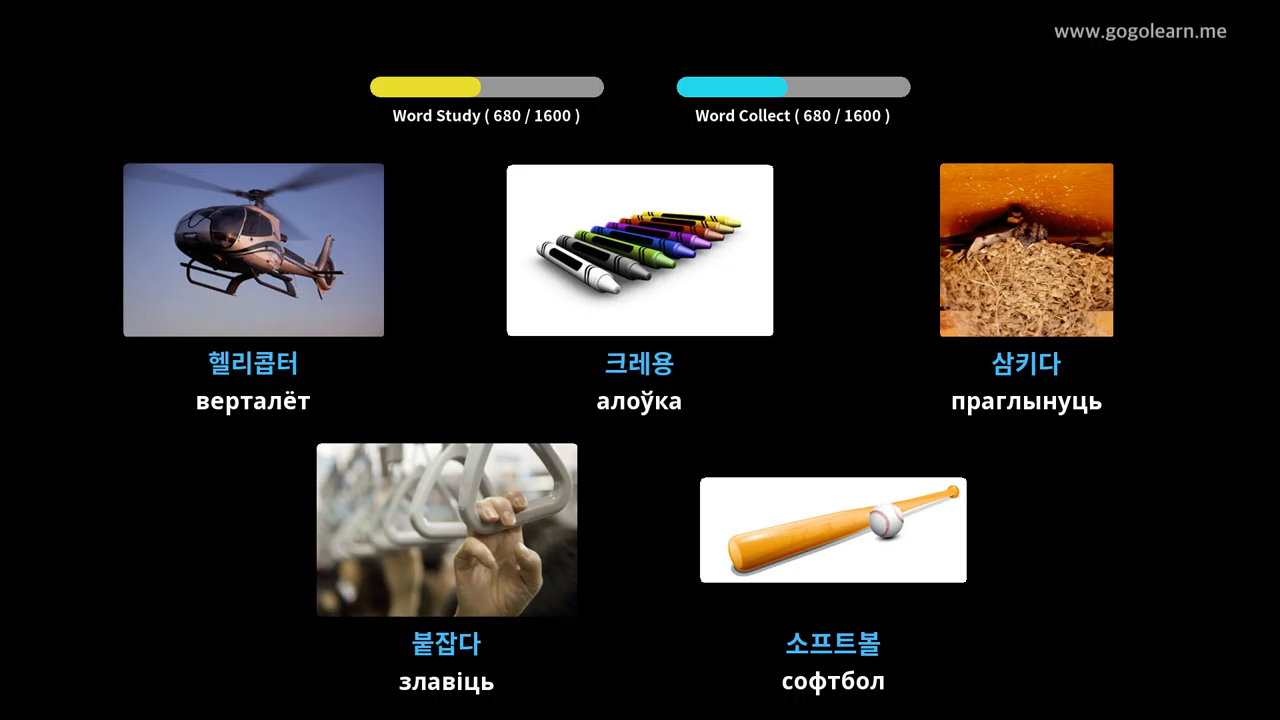 www.gogolearn.me
Word Study ( 680 / 1600 )
Word Collect ( 680 / 1600 )
헬리콥터
верталёт
크레용
алоўка
삼키다
праглынуць
붙잡다
злавіць
소프트볼
софтбол